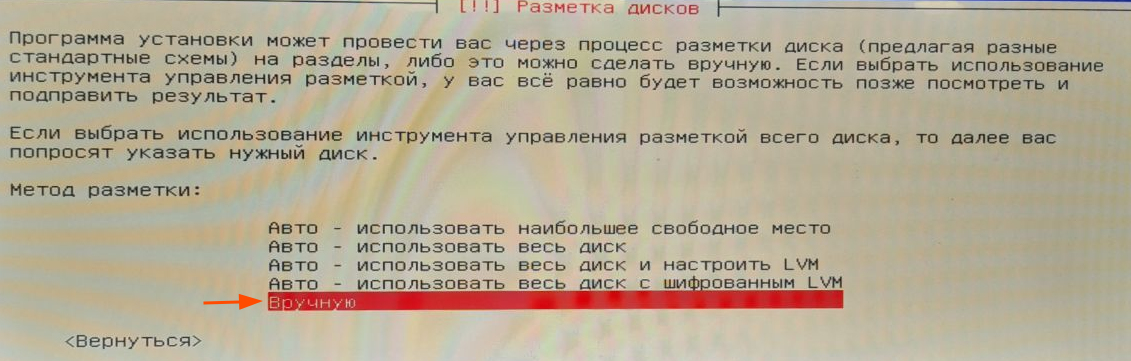 [!!] Разметка дисков
Программа установки может провести вас через процесс разметки диска (предлагая разные
стандартные схемы) на разделы, либо это можно сделать вручную. Если выбрать использование
инструмента управления разметкой, у вас всё равно будет возможность позже посмотреть и
подправить результат.
Если выбрать использование инструмента управления разметкой всего диска, то далее вас
попросят указать нужный диск.
Метод разметки:
Авто - использовать наибольшее свободное место
Авто - использовать весь диск
Авто - использовать весь диск и настроить LVM
Авто - использовать весь диск с шифрованным LVM
Вручную
<Вернуться>